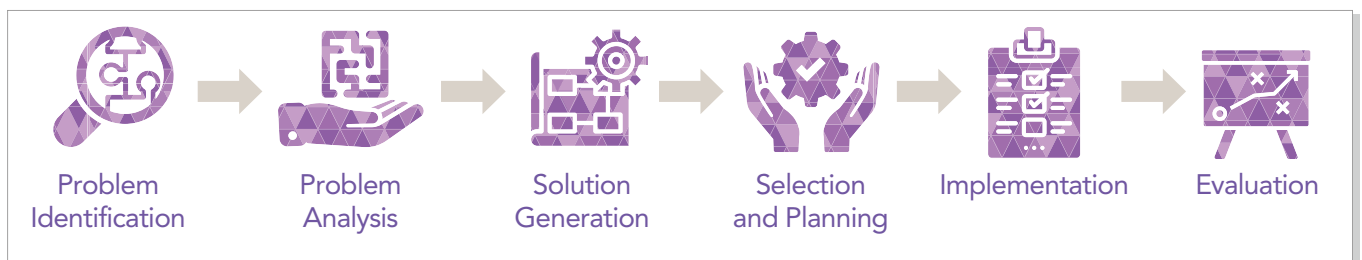 Problem
Identification
Problem
Analysis
Solution
Generation
Selection
and Planning
Implementation
Evaluation